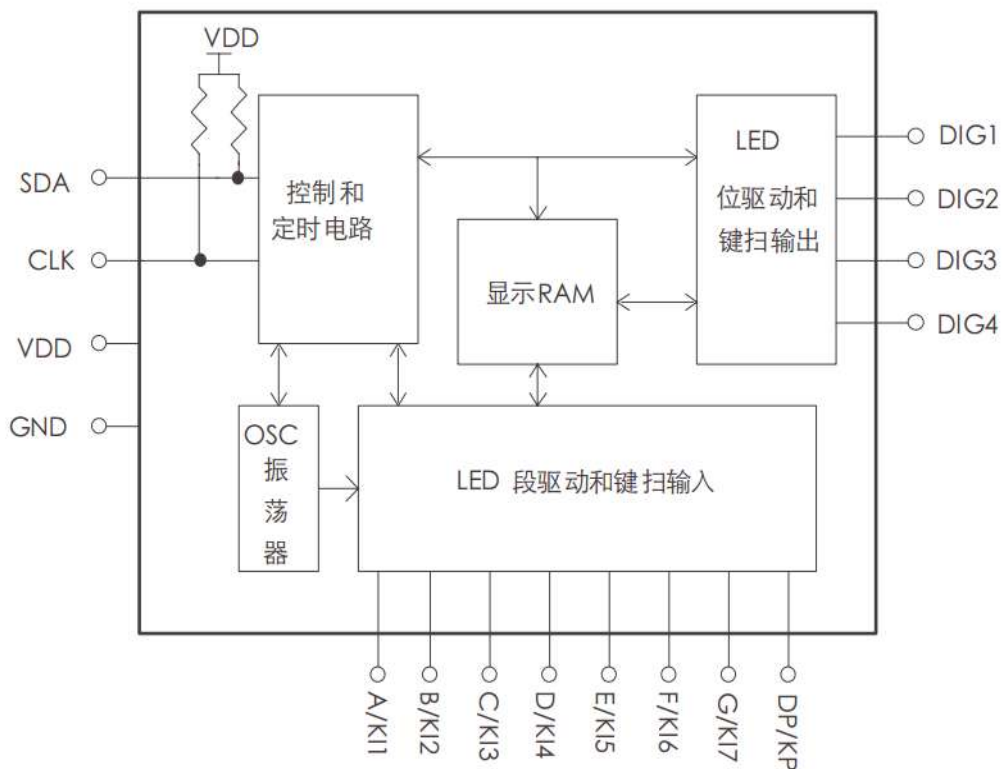 VDD
SDA
CLK
VDD
GND
控制和
定时电路
LED
位驱动和
键扫输出
DIG1
DIG2
DIG3
DIG4
显示RAM
OSC
振
荡
器
LED 段驱动和键扫输入
A/KI1
B/KI2
C/KI3
D/KI4
E/KI5
F/KI6
G/KI7
DP/KP